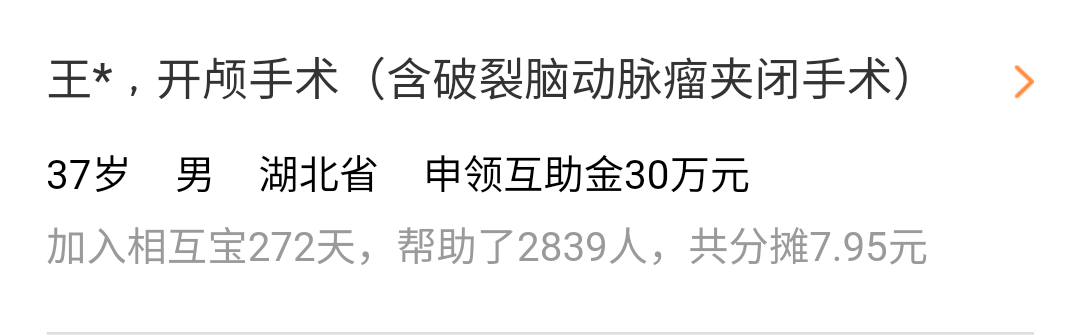 王*，开颅手术（含破裂脑动脉瘤夹闭手术）
37岁 男 湖北省 申领互助金30万元
加入相互宝272天，帮助了2839人，共分摊7.95元